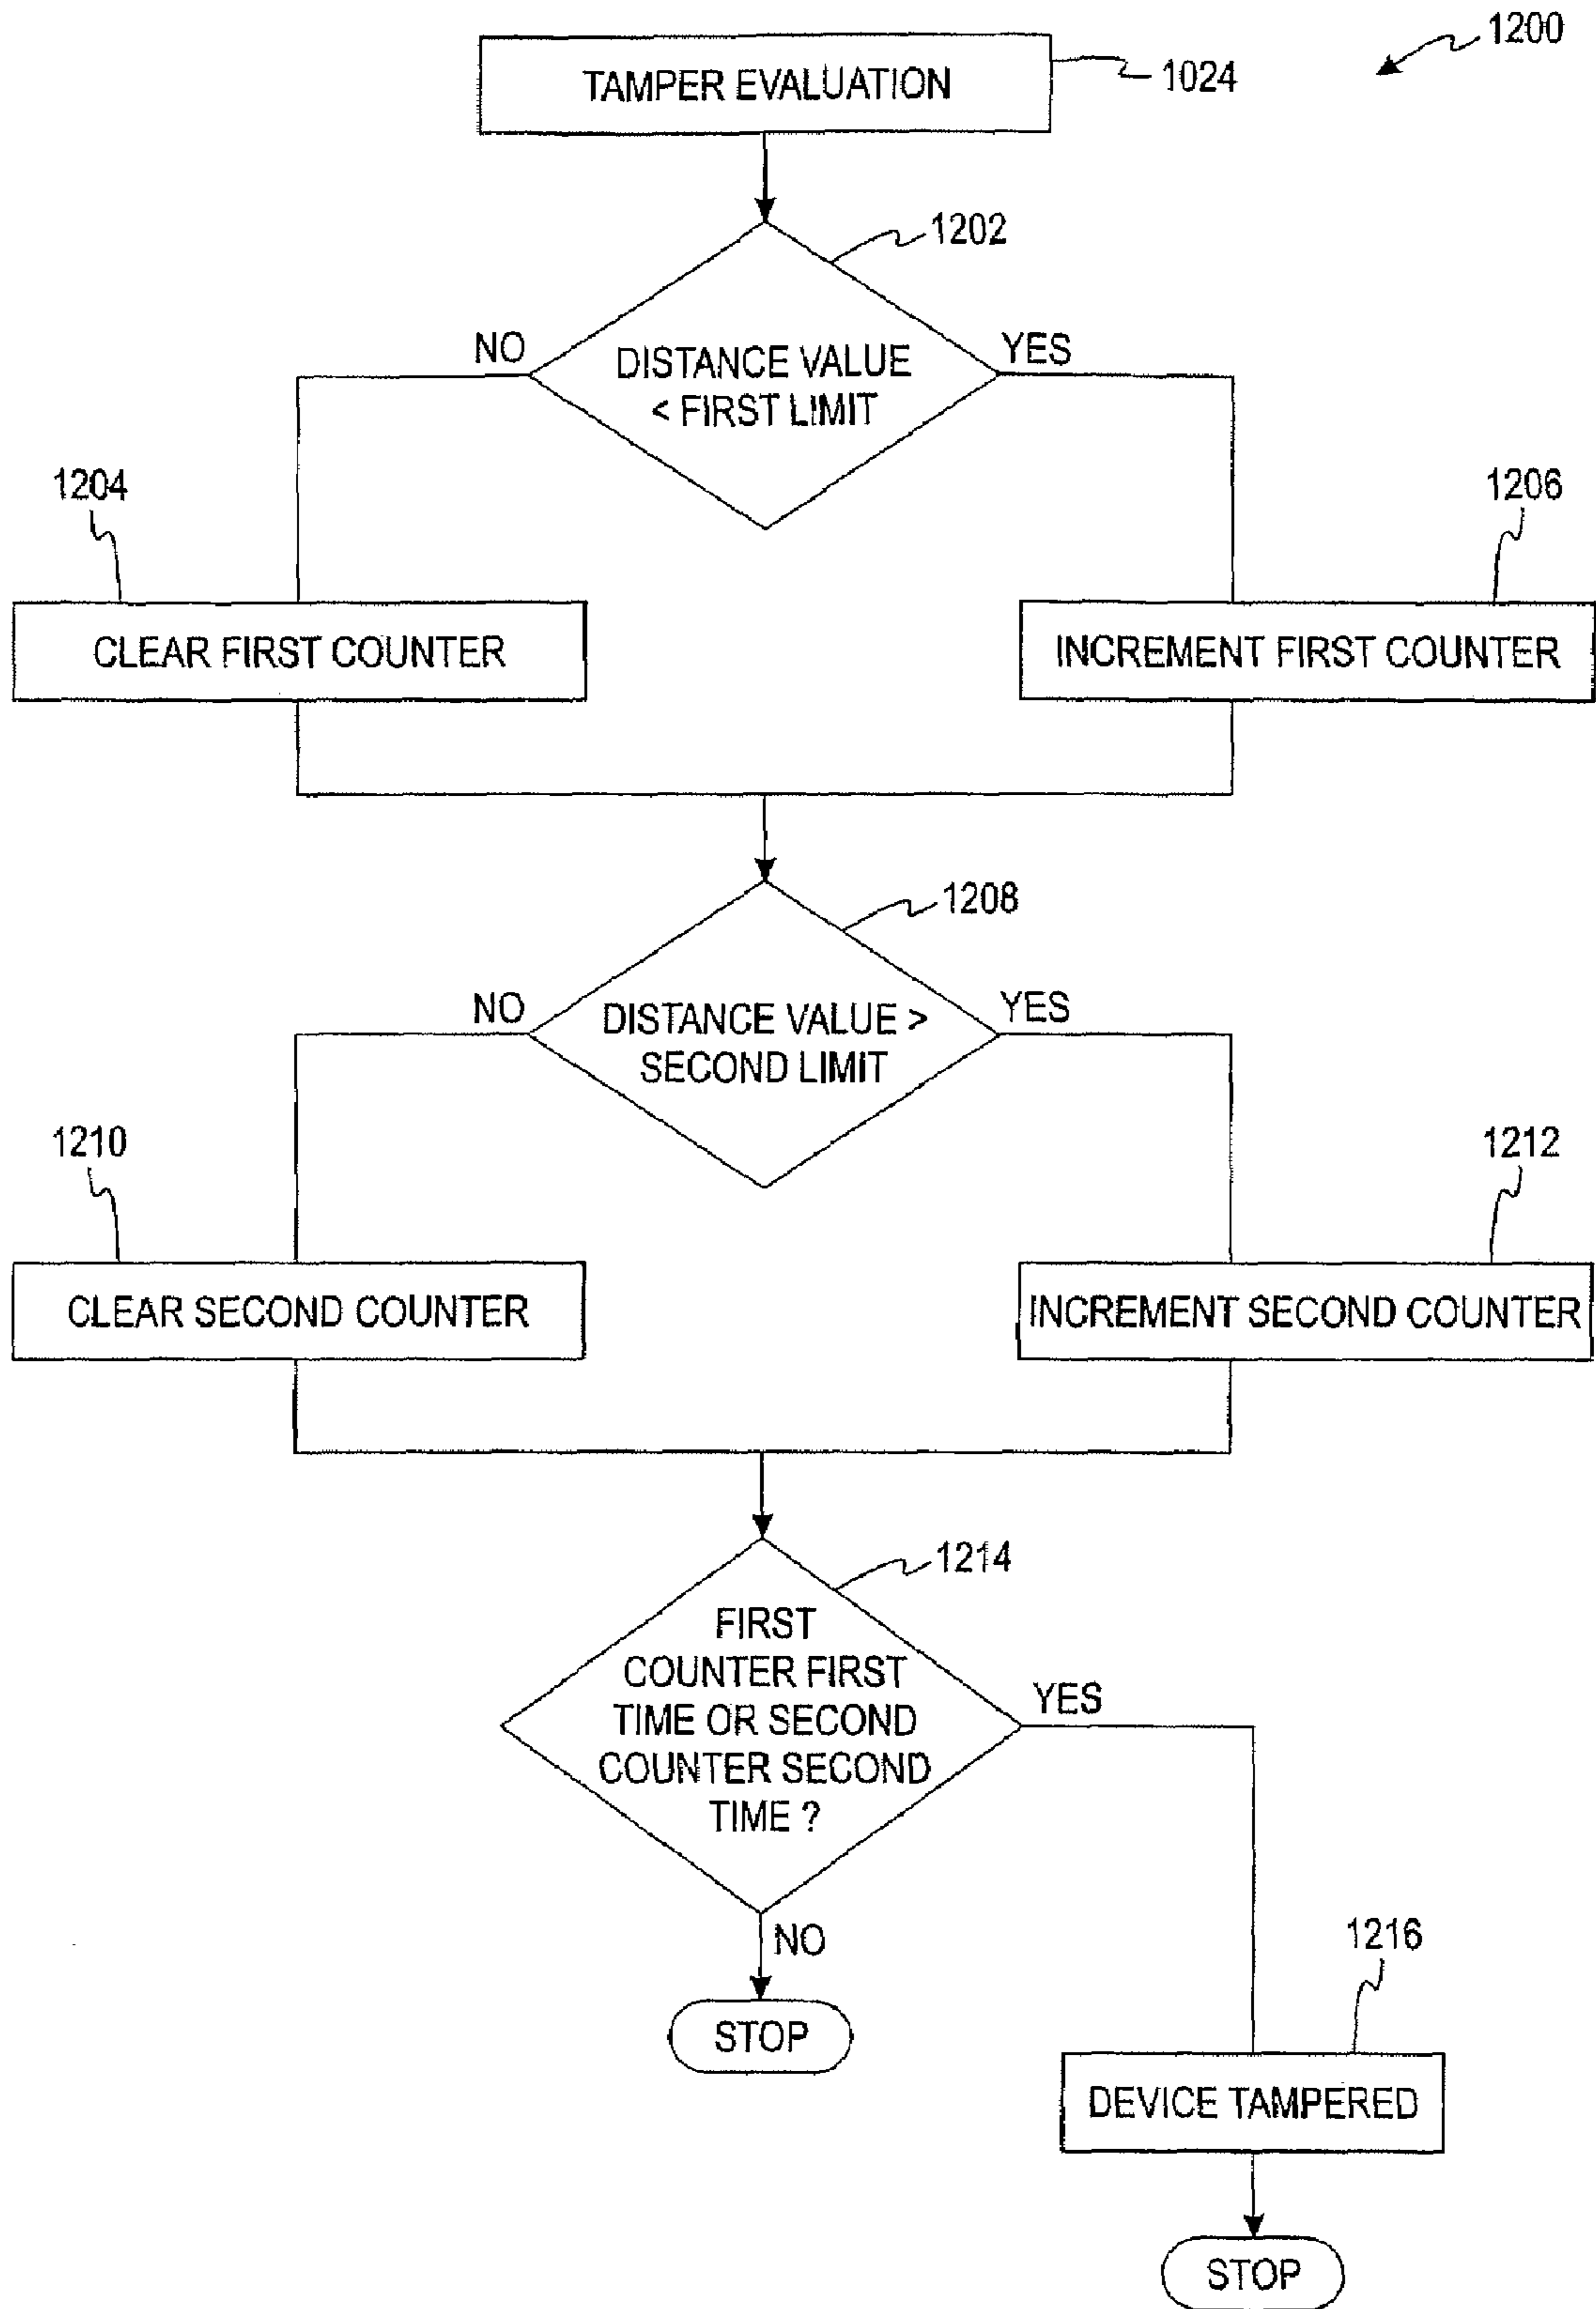 1200
TAMPER EVALUATION
1024
1202
NO
YES
DISTANCE VALUE
< FIRST LIMIT
1204
1206
CLEAR FIRST COUNTER
INCREMENT FIRST COUNTER
1208
NO
YES
DISTANCE VALUE >
SECOND LIMIT
1210
1212
CLEAR SECOND COUNTER
INCREMENT SECOND COUNTER
1214
FIRST
COUNTER FIRST
TIME OR SECOND
COUNTER SECOND
TIME ?
YES
NO
1216
STOP
DEVICE TAMPERED
STOP